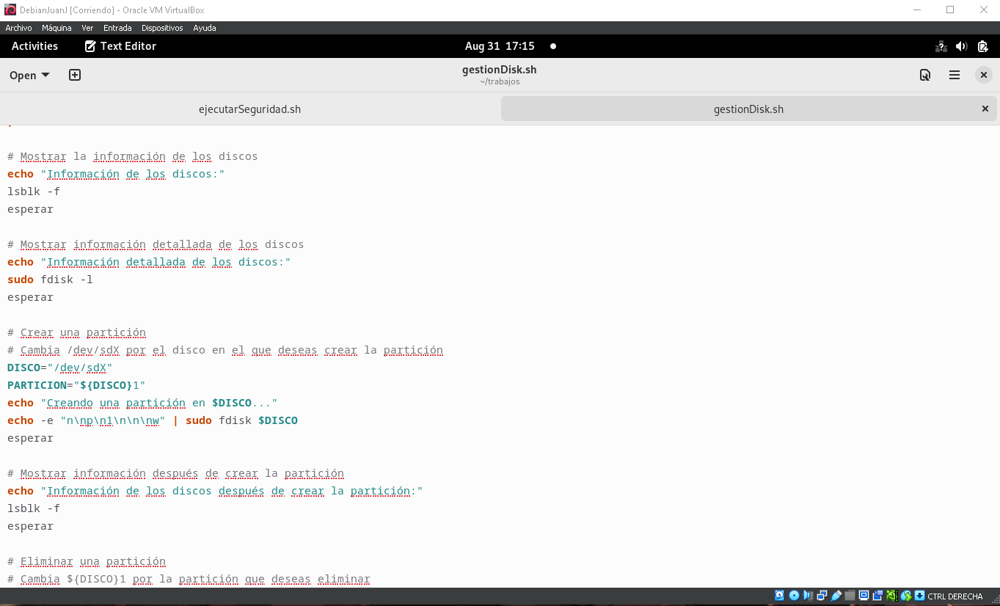 DebianJuanJ [Corriendo] - Oracle VM VirtualBox
Archivo Máquina Ver Entrada Dispositivos Ayuda
Activities Text Editor Aug 31 17:15
Open gestionDisk.sh
~/trabajos
ejecutarSeguridad.sh gestionDisk.sh
# Mostrar la información de los discos
echo "Información de los discos:"
lsblk -f
esperar
# Mostrar información detallada de los discos
echo "Información detallada de los discos:"
sudo fdisk -l
esperar
# Crear una partición
# Cambia /dev/sdX por el disco en el que deseas crear la partición
DISCO="/dev/sdX"
PARTICION="${DISCO}1"
echo "Creando una partición en $DISCO..."
echo -e "n\np\n1\n\n\nw" | sudo fdisk $DISCO
esperar
# Mostrar información después de crear la partición
echo "Información de los discos después de crear la partición:"
lsblk -f
esperar
# Eliminar una partición
# Cambia ${DISCO}1 por la partición que deseas eliminar
CTRL DERECHA